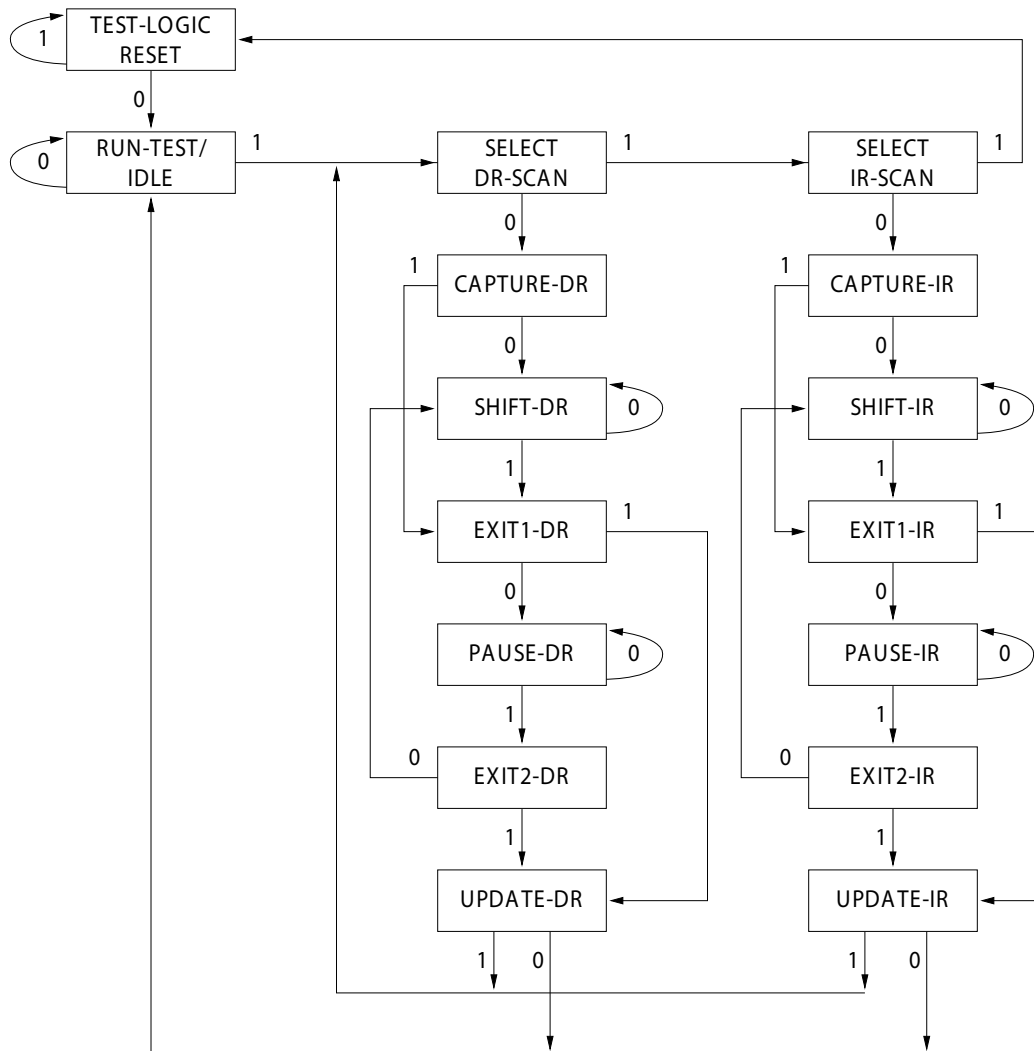 TEST-LOGIC
RESET
1
0
RUN-TEST/
IDLE
0
1
SELECT
DR-SCAN
1
SELECT
IR-SCAN
1
0
0
1
CAPTURE-DR
1
CAPTURE-IR
0
0
SHIFT-DR
0
SHIFT-IR
0
1
1
EXIT1-DR
1
EXIT1-IR
1
0
0
PAUSE-DR
0
PAUSE-IR
0
1
1
0
EXIT2-DR
0
EXIT2-IR
1
1
UPDATE-DR
UPDATE-IR
1
0
1
0